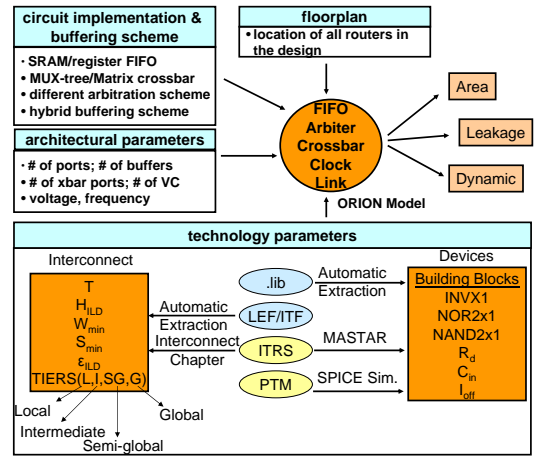 circuit implementation &
buffering scheme
· SRAM/register FIFO
• MUX-tree/Matrix crossbar
• different arbitration scheme
• hybrid buffering scheme
floorplan
• location of all routers in
the design
architectural parameters
· # of ports; # of buffers
• # of xbar ports; # of VC
• voltage, frequency
FIFO
Arbiter
Crossbar
Clock
Link
Area
Leakage
Dynamic
ORION Model
technology parameters
Interconnect
T
H_ILD
W_min
S_min
ε_ILD
TIERS(L,I,SG,G)
Local
Intermediate
Semi-global
Global
Automatic
Extraction
Interconnect
Chapter
.lib
LEF/ITF
ITRS
PTM
Automatic
Extraction
MASTAR
SPICE Sim.
Devices
Building Blocks
INVX1
NOR2x1
NAND2x1
R_d
C_in
I_off